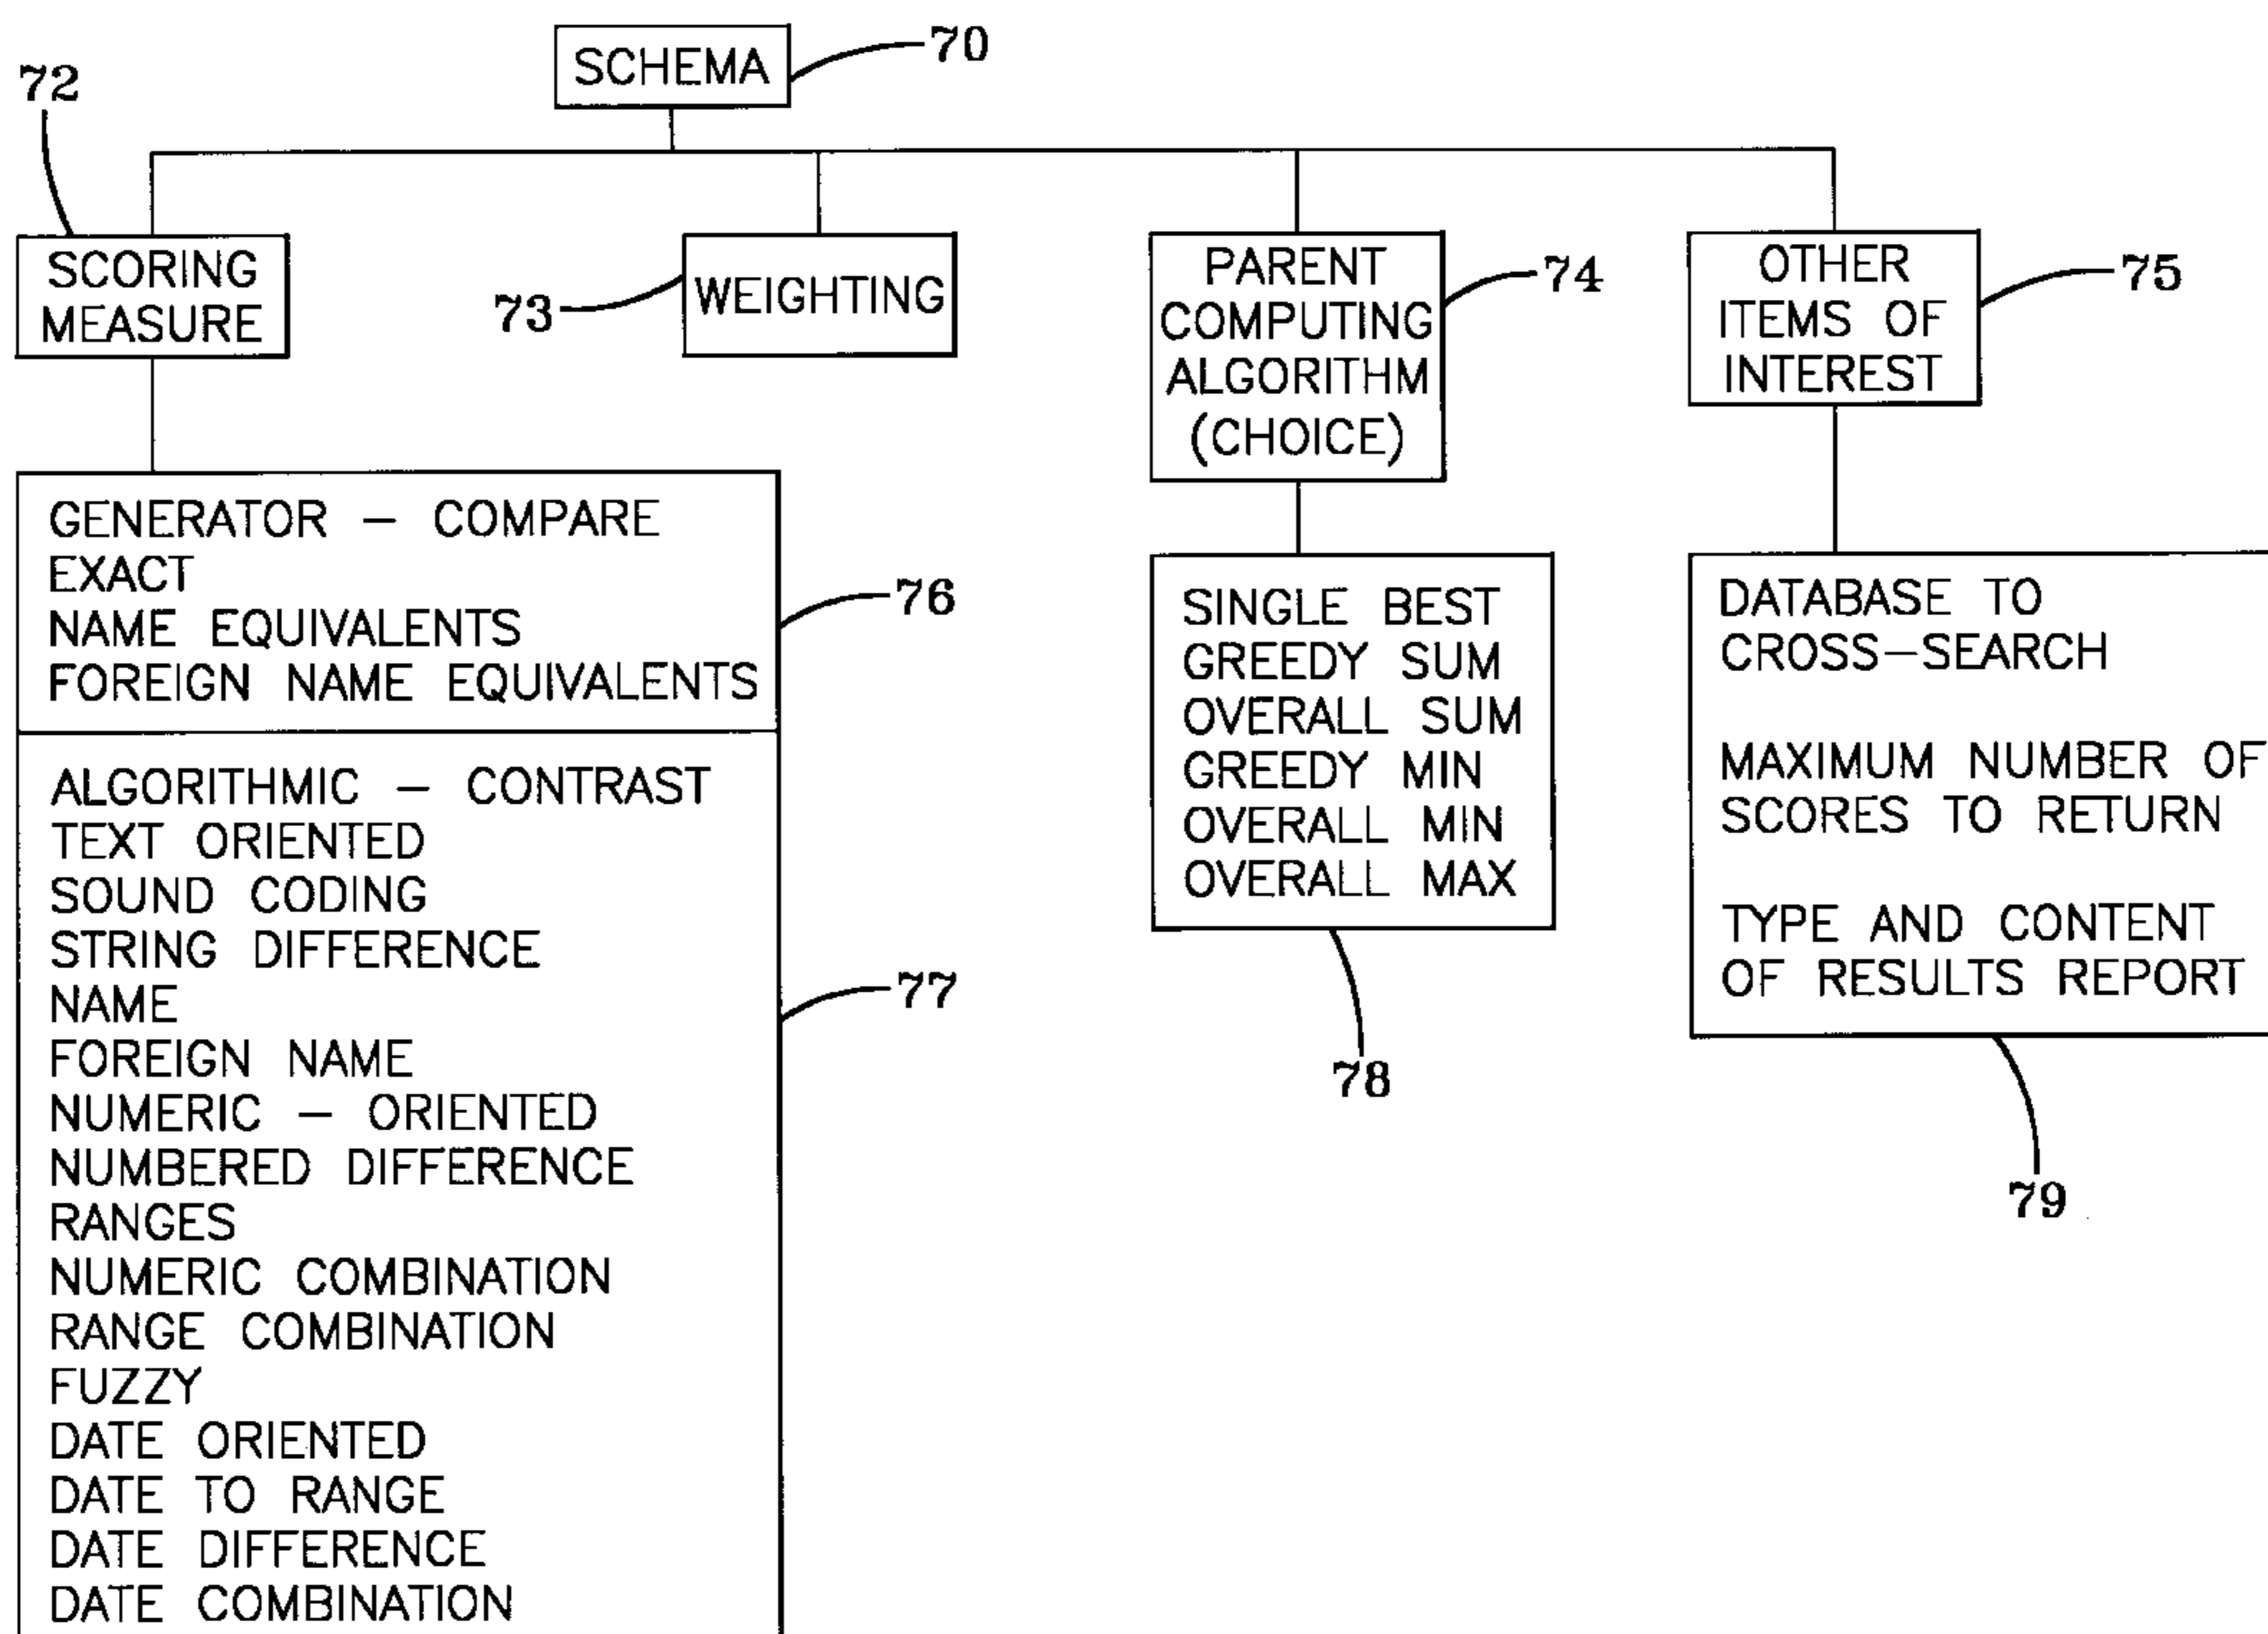 SCHEMA
70
72
SCORING
MEASURE
73
WEIGHTING
PARENT
COMPUTING
ALGORITHM
(CHOICE)
74
OTHER
ITEMS OF
INTEREST
75
GENERATOR – COMPARE
EXACT
NAME EQUIVALENTS
FOREIGN NAME EQUIVALENTS
76
ALGORITHMIC – CONTRAST
TEXT ORIENTED
SOUND CODING
STRING DIFFERENCE
NAME
FOREIGN NAME
NUMERIC – ORIENTED
NUMBERED DIFFERENCE
RANGES
NUMERIC COMBINATION
RANGE COMBINATION
FUZZY
DATE ORIENTED
DATE TO RANGE
DATE DIFFERENCE
DATE COMBINATION
77
SINGLE BEST
GREEDY SUM
OVERALL SUM
GREEDY MIN
OVERALL MIN
OVERALL MAX
78
DATABASE TO
CROSS–SEARCH
MAXIMUM NUMBER OF
SCORES TO RETURN
TYPE AND CONTENT
OF RESULTS REPORT
79